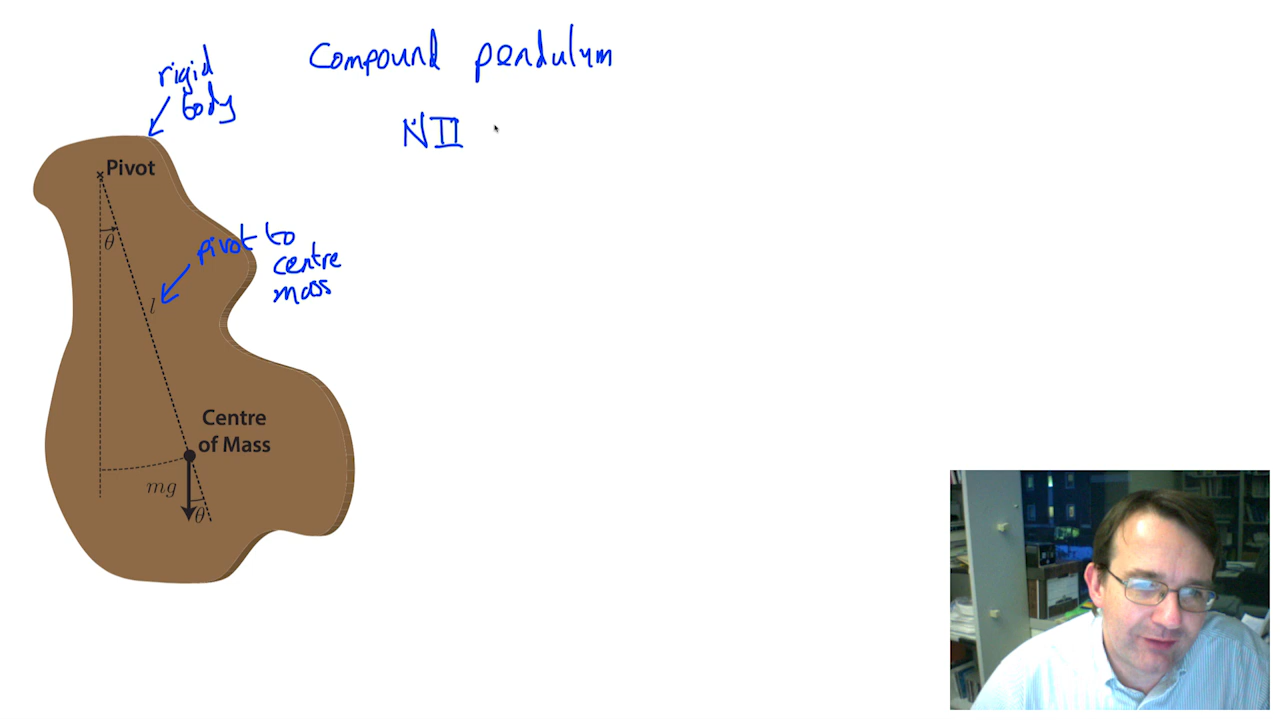 Compound pendulum
rigid
body
NII
Pivot
θ
pivot to
centre
mass
l
Centre
of Mass
mg
θ